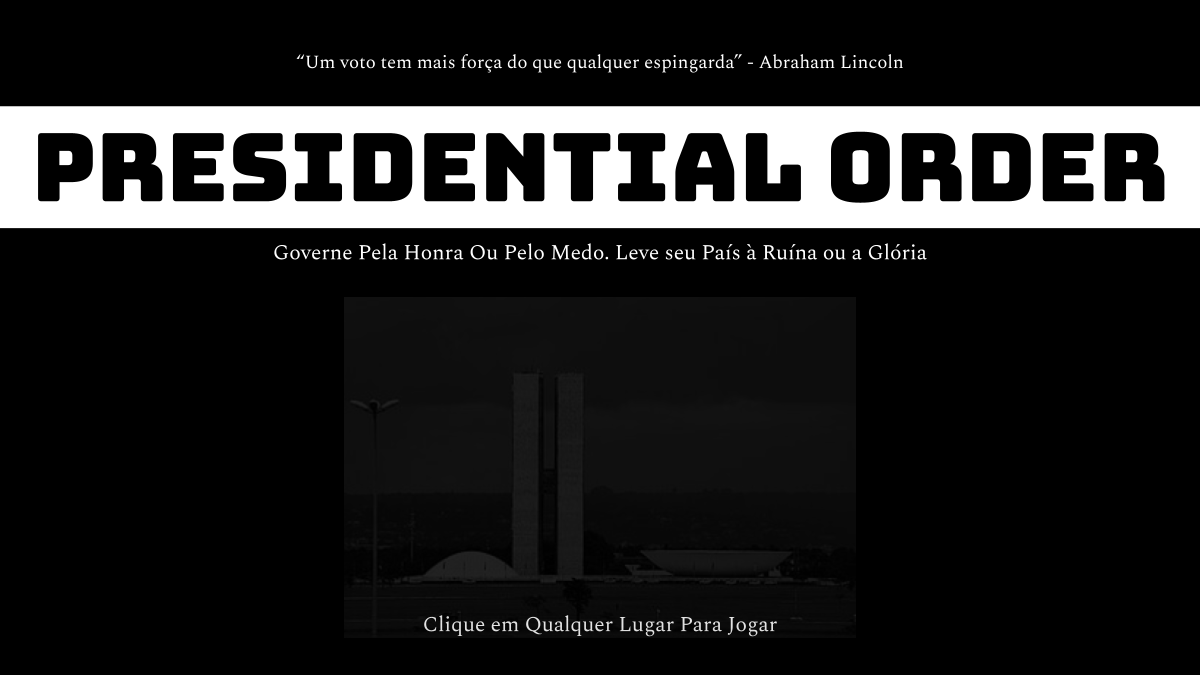 “Um voto tem mais força do que qualquer espingarda” - Abraham Lincoln
PRESIDENTIAL ORDER
Governe Pela Honra Ou Pelo Medo. Leve seu País à Ruína ou a Glória
Clique em Qualquer Lugar Para Jogar